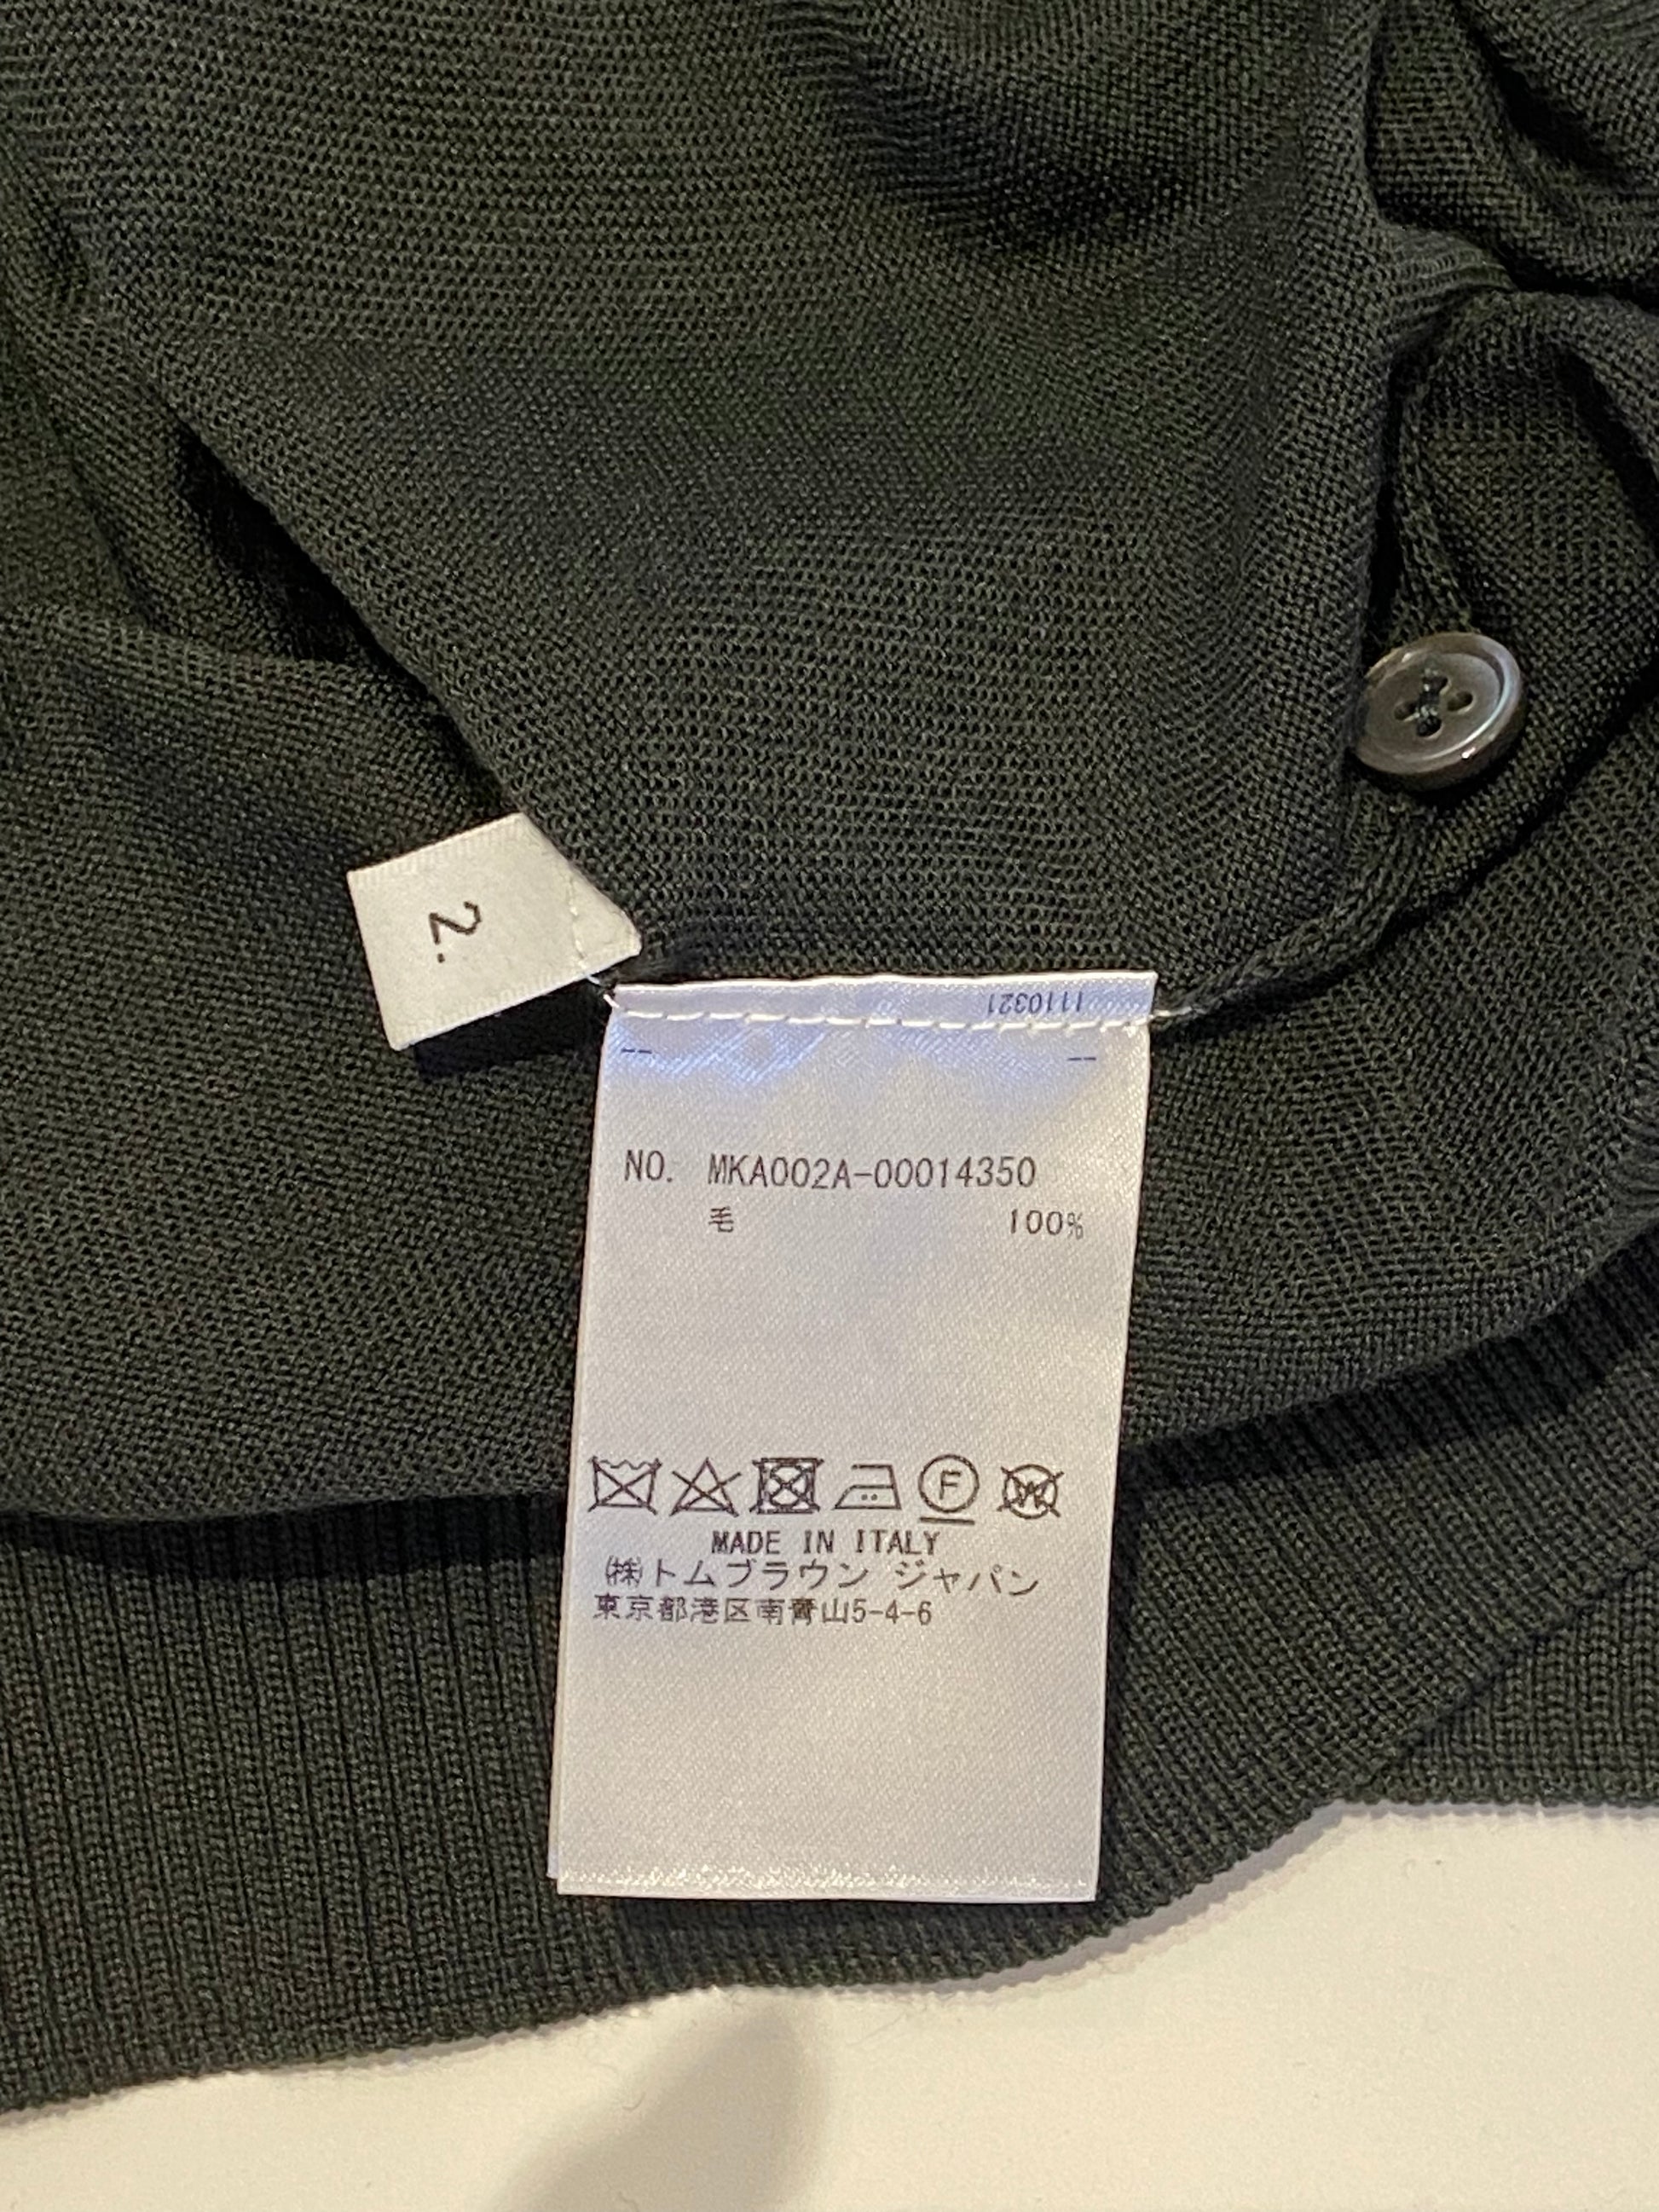 2.
1110321
NO. MKA002A-00014350
毛 100%
F W
MADE IN ITALY
㈱トムブラウン ジャパン
東京都港区南青山5-4-6